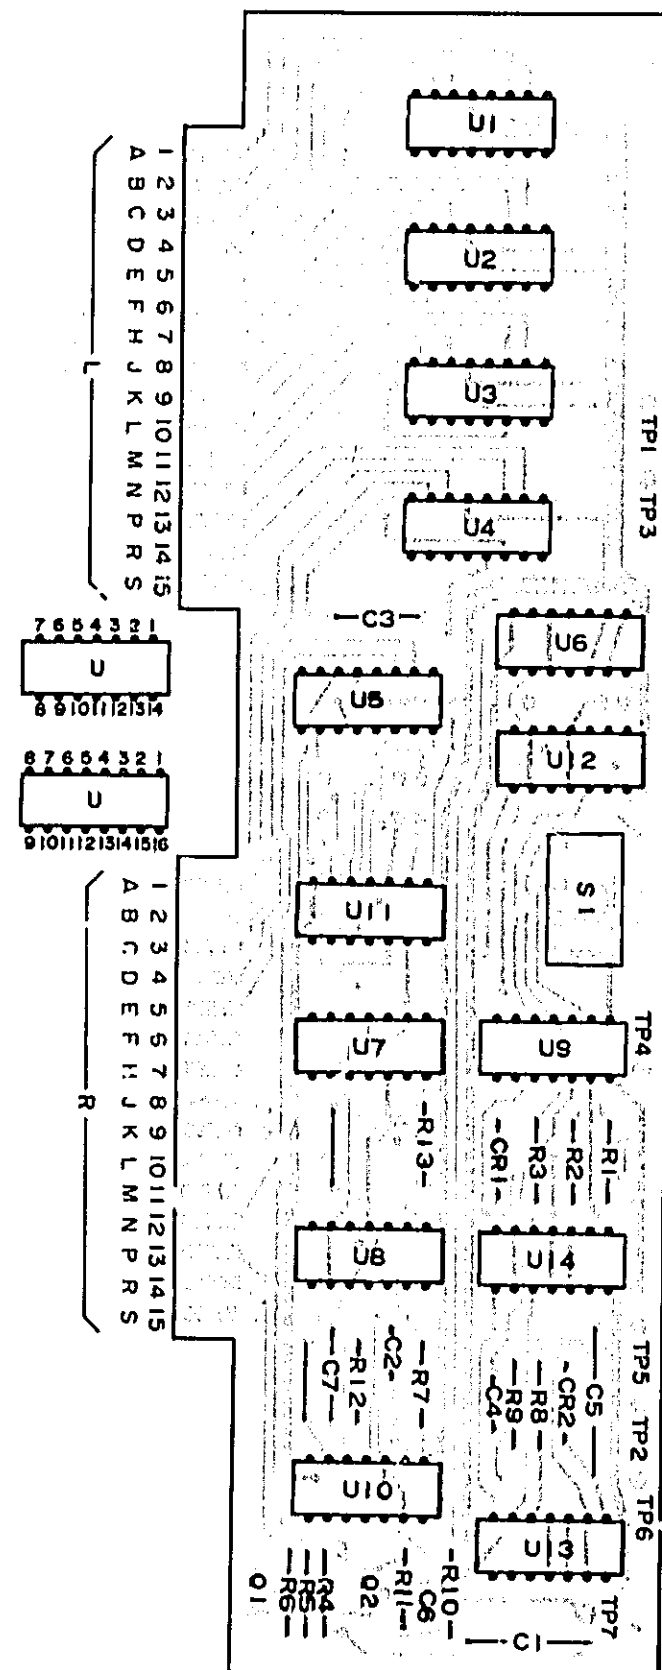 U1
U2
U3
U4
TP1
TP3
1 2 3 4 5 6 7 8 9 10 11 12 13 14 15
A B C D E F H J K L M N P R S
L
C3
U6
U5
U12
7 6 5 4 3 2 1
U
8 9 10 11 12 13 14
8 7 6 5 4 3 2 1
U
9 10 11 12 13 14 15 16
S1
U11
U7
U9
TP4
1 2 3 4 5 6 7 8 9 10 11 12 13 14 15
A B C D E F H J K L M N P R S
R
R13
CR1
R3
R2
R1
U8
U14
C7
R12
C2
R7
C4
R9
R8
CR2
C5
TP5
TP2
TP6
U10
U13
Q1
R6
R5
R4
Q2
R11
C6
R10
C1
TP7